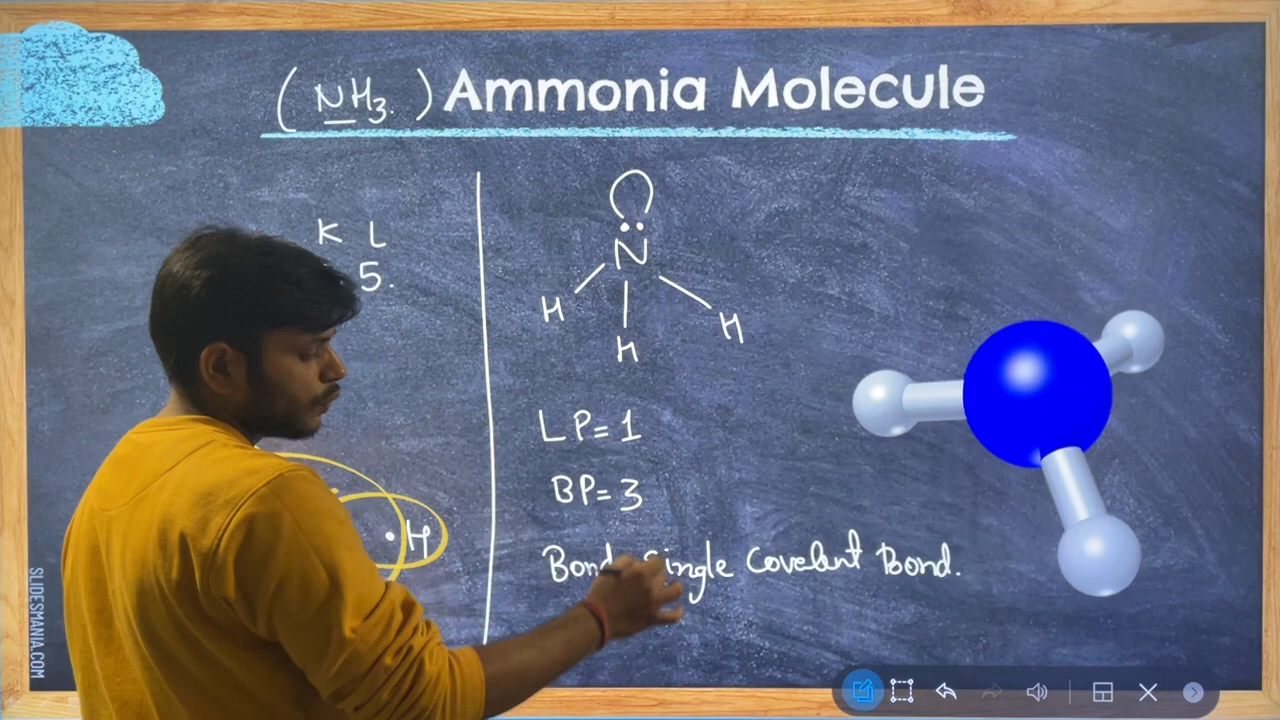 (NH3.) Ammonia Molecule
K L
5.
N
H
H
H
LP=1
BP=3
Bond Single Covelent Bond.
H
SLIDESMANIA.COM